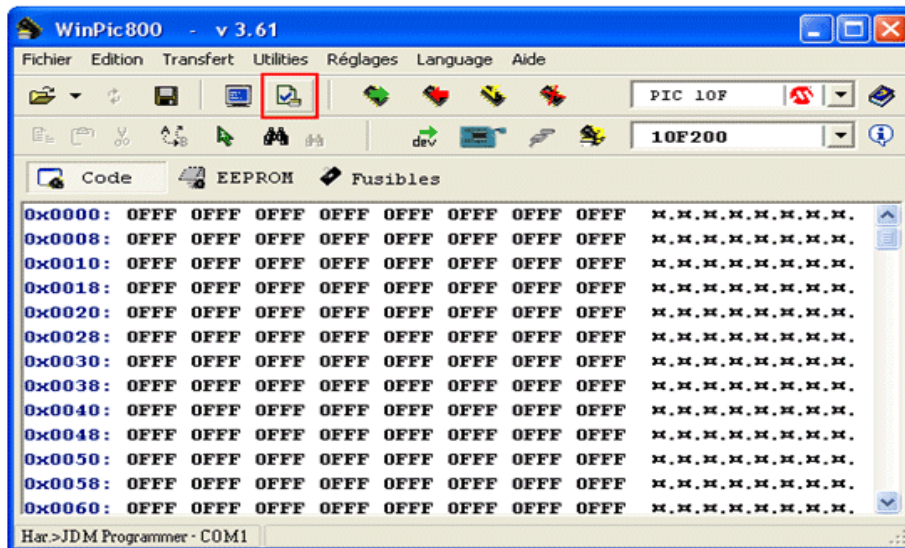 WinPic800 - v 3.61
Fichier Edition Transfert Utilities Réglages Language Aide
PIC 10F
dev 10F200
Code EEPROM Fusibles
0x0000: 0FFF 0FFF 0FFF 0FFF 0FFF 0FFF 0FFF 0FFF ¤.¤.¤.¤.¤.¤.¤.¤.
0x0008: 0FFF 0FFF 0FFF 0FFF 0FFF 0FFF 0FFF 0FFF ¤.¤.¤.¤.¤.¤.¤.¤.
0x0010: 0FFF 0FFF 0FFF 0FFF 0FFF 0FFF 0FFF 0FFF ¤.¤.¤.¤.¤.¤.¤.¤.
0x0018: 0FFF 0FFF 0FFF 0FFF 0FFF 0FFF 0FFF 0FFF ¤.¤.¤.¤.¤.¤.¤.¤.
0x0020: 0FFF 0FFF 0FFF 0FFF 0FFF 0FFF 0FFF 0FFF ¤.¤.¤.¤.¤.¤.¤.¤.
0x0028: 0FFF 0FFF 0FFF 0FFF 0FFF 0FFF 0FFF 0FFF ¤.¤.¤.¤.¤.¤.¤.¤.
0x0030: 0FFF 0FFF 0FFF 0FFF 0FFF 0FFF 0FFF 0FFF ¤.¤.¤.¤.¤.¤.¤.¤.
0x0038: 0FFF 0FFF 0FFF 0FFF 0FFF 0FFF 0FFF 0FFF ¤.¤.¤.¤.¤.¤.¤.¤.
0x0040: 0FFF 0FFF 0FFF 0FFF 0FFF 0FFF 0FFF 0FFF ¤.¤.¤.¤.¤.¤.¤.¤.
0x0048: 0FFF 0FFF 0FFF 0FFF 0FFF 0FFF 0FFF 0FFF ¤.¤.¤.¤.¤.¤.¤.¤.
0x0050: 0FFF 0FFF 0FFF 0FFF 0FFF 0FFF 0FFF 0FFF ¤.¤.¤.¤.¤.¤.¤.¤.
0x0058: 0FFF 0FFF 0FFF 0FFF 0FFF 0FFF 0FFF 0FFF ¤.¤.¤.¤.¤.¤.¤.¤.
0x0060: 0FFF 0FFF 0FFF 0FFF 0FFF 0FFF 0FFF 0FFF ¤.¤.¤.¤.¤.¤.¤.¤.
Har.>JDM Programmer - COM1